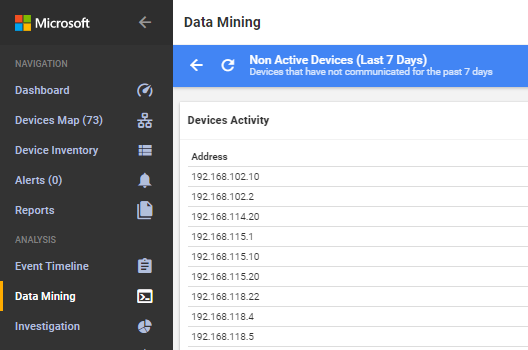 Microsoft
NAVIGATION
Dashboard
Devices Map (73)
Device Inventory
Alerts (0)
Reports
ANALYSIS
Event Timeline
Data Mining
Investigation
Data Mining
Non Active Devices (Last 7 Days)
Devices that have not communicated for the past 7 days
Devices Activity
Address
192.168.102.10
192.168.102.2
192.168.114.20
192.168.115.1
192.168.115.10
192.168.115.20
192.168.118.22
192.168.118.4
192.168.118.5